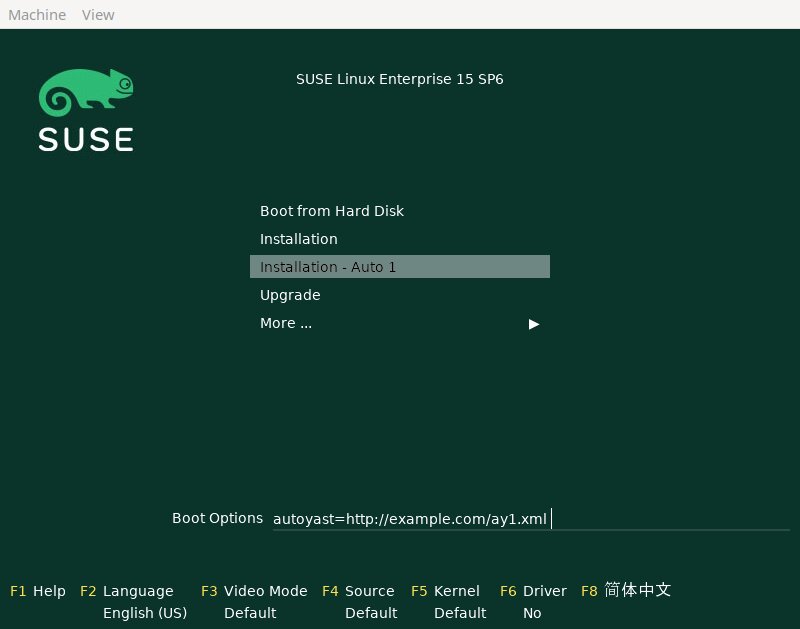 Machine View
SUSE Linux Enterprise 15 SP6
SUSE
Boot from Hard Disk
Installation
Installation - Auto 1
Upgrade
More ...
Boot Options autoyast=http://example.com/ay1.xml
F1 Help F2 Language F3 Video Mode F4 Source F5 Kernel F6 Driver F8 简体中文
English (US) Default Default Default No